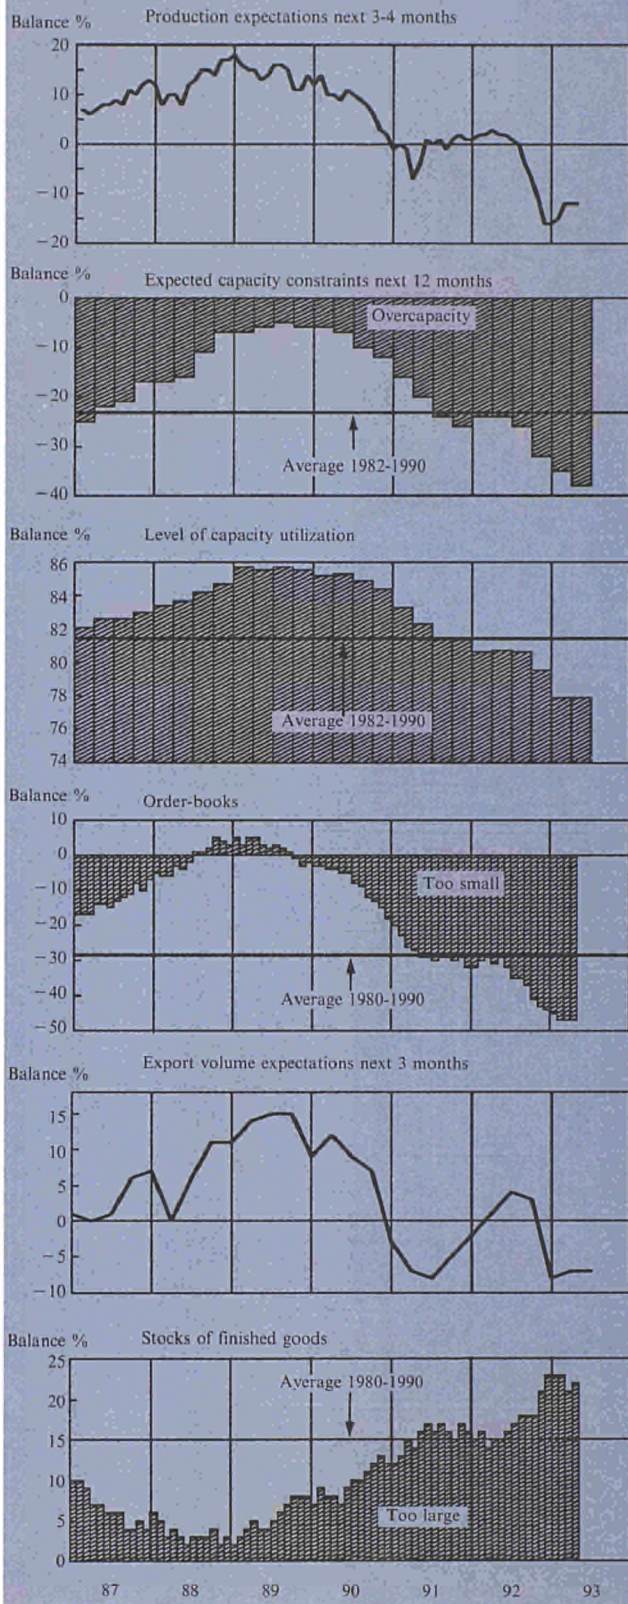 Production expectations next 3-4 months
Balance %
20
10
0
−10
−20
Balance %
Expected capacity constraints next 12 months
0
Overcapacity
−10
−20
−30
Average 1982-1990
−40
Balance %
Level of capacity utilization
86
84
82
80
78
76
Average 1982-1990
74
Balance %
Order-books
10
0
Too small
−10
−20
−30
−40
Average 1980-1990
−50
Export volume expectations next 3 months
Balance %
15
10
5
0
−5
−10
Balance %
Stocks of finished goods
25
Average 1980-1990
20
15
10
5
Too large
0
87 88 89 90 91 92 93